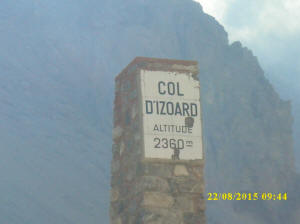 COL
D'IZOARD
ALTITUDE
2360 m
22/08/2015 09:44